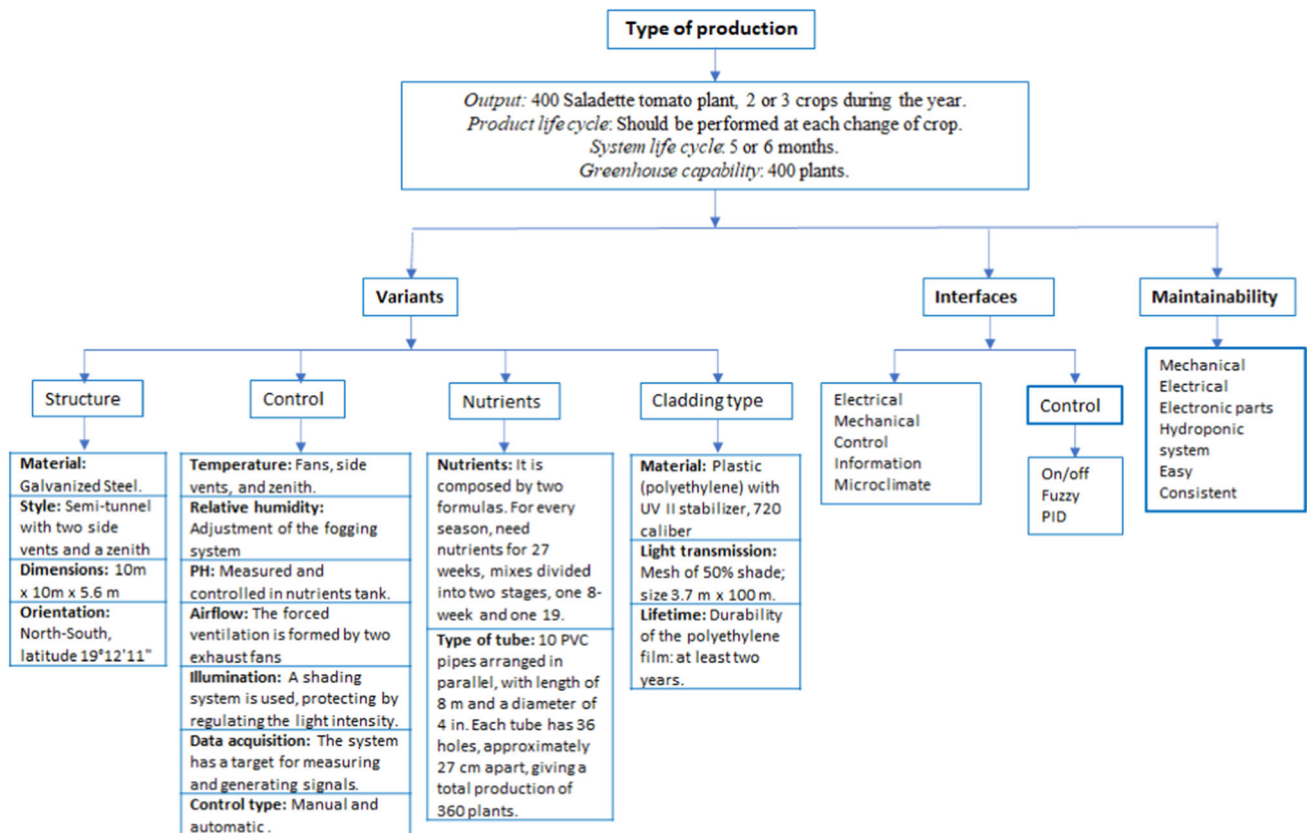 Type of production
Output: 400 Saladette tomato plant, 2 or 3 crops during the year.
Product life cycle: Should be performed at each change of crop.
System life cycle: 5 or 6 months.
Greenhouse capability: 400 plants.
Variants
Interfaces
Maintainability
Structure
Control
Nutrients
Cladding type
Material:
Galvanized Steel.
Style: Semi-tunnel
with two side
vents and a zenith
Dimensions: 10m
x 10m x 5.6 m
Orientation:
North-South,
latitude 19°12'11"
Temperature: Fans, side
vents, and zenith.
Relative humidity:
Adjustment of the fogging
system
PH: Measured and
controlled in nutrients tank.
Airflow: The forced
ventilation is formed by two
exhaust fans
Illumination: A shading
system is used, protecting by
regulating the light intensity.
Data acquisition: The system
has a target for measuring
and generating signals.
Control type: Manual and
automatic .
Nutrients: It is
composed by two
formulas. For every
season, need
nutrients for 27
weeks, mixes divided
into two stages, one 8-
week and one 19.
Type of tube: 10 PVC
pipes arranged in
parallel, with length of
8 m and a diameter of
4 in. Each tube has 36
holes, approximately
27 cm apart, giving a
total production of
360 plants.
Material: Plastic
(polyethylene) with
UV II stabilizer, 720
caliber
Light transmission:
Mesh of 50% shade;
size 3.7 m x 100 m.
Lifetime: Durability
of the polyethylene
film: at least two
years.
Electrical
Mechanical
Control
Information
Microclimate
Control
On/off
Fuzzy
PID
Mechanical
Electrical
Electronic parts
Hydroponic
system
Easy
Consistent